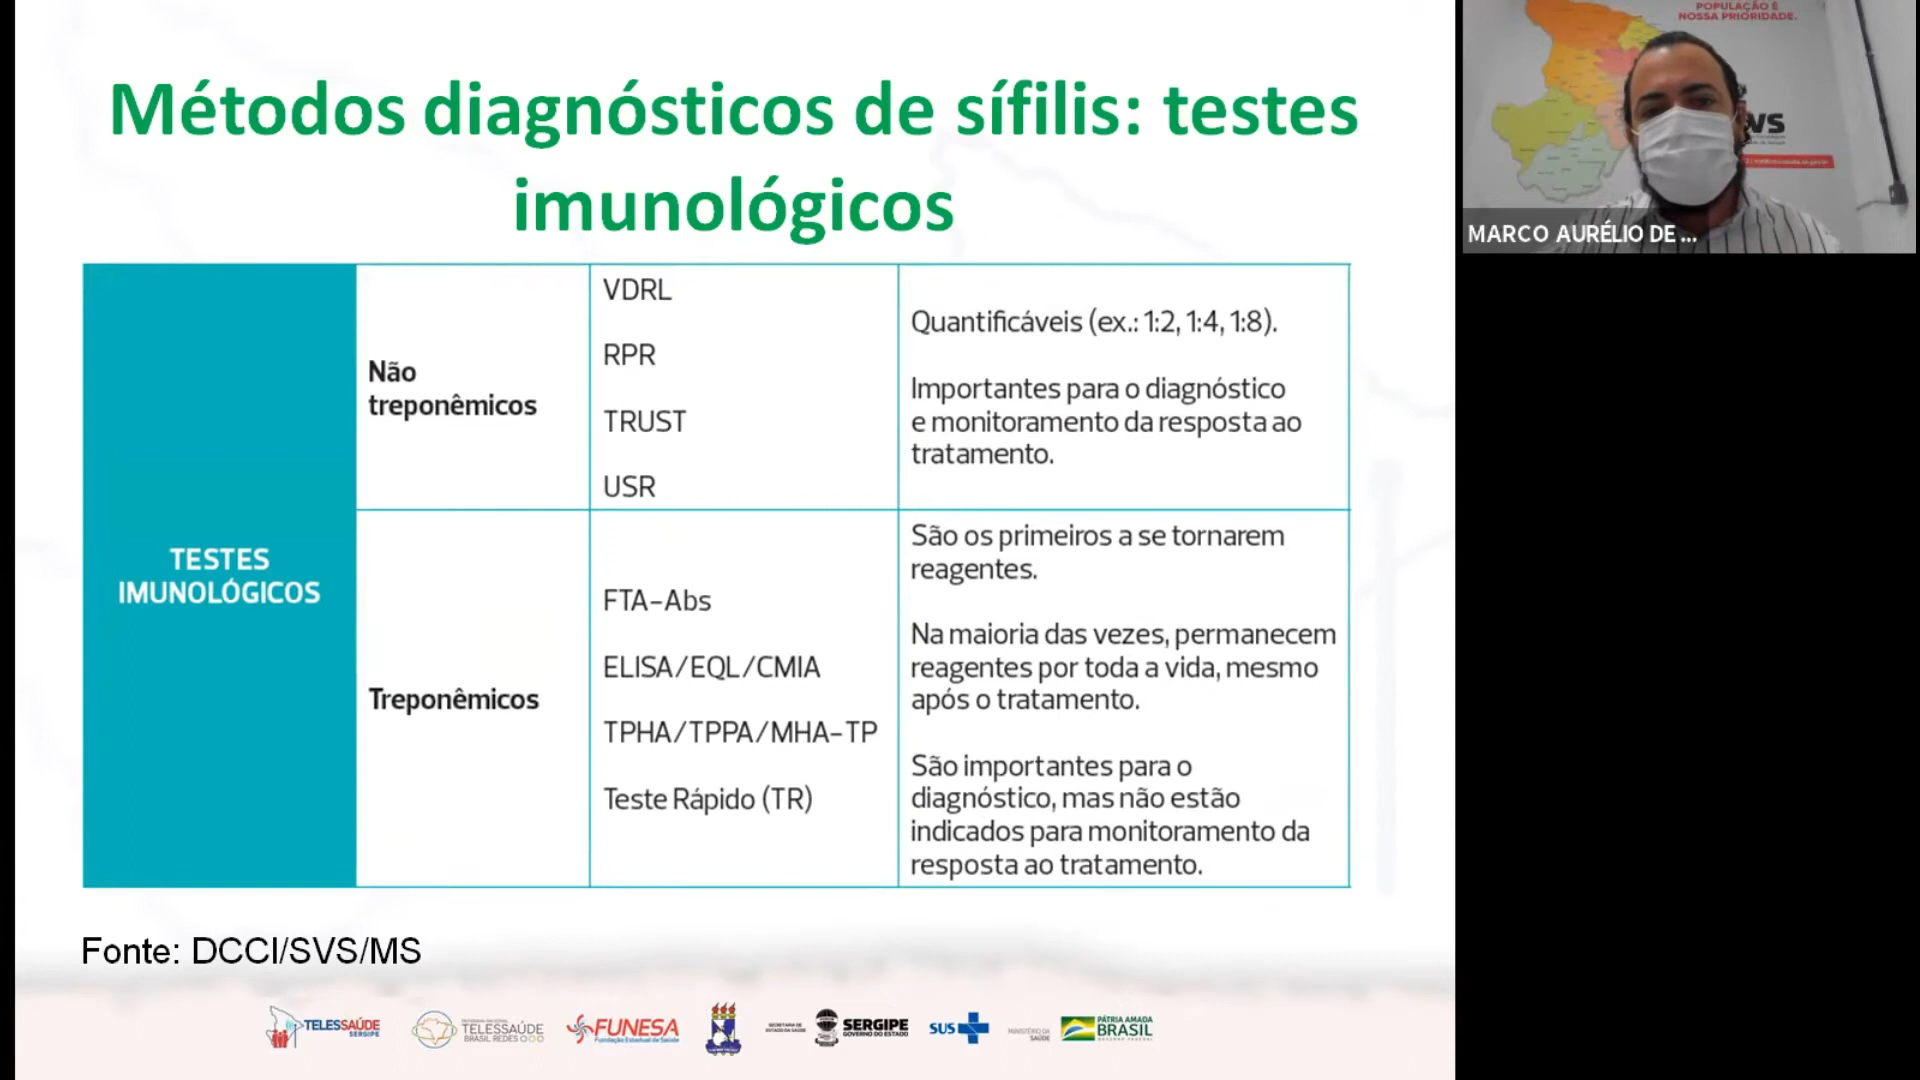 Métodos diagnósticos de sífilis: testes
imunológicos
TESTES
IMUNOLÓGICOS
Não
treponêmicos
VDRL
RPR
TRUST
USR
Quantificáveis (ex.: 1:2, 1:4, 1:8).
Importantes para o diagnóstico
e monitoramento da resposta ao
tratamento.
Treponêmicos
FTA-Abs
ELISA/EQL/CMIA
TPHA/TPPA/MHA-TP
Teste Rápido (TR)
São os primeiros a se tornarem
reagentes.
Na maioria das vezes, permanecem
reagentes por toda a vida, mesmo
após o tratamento.
São importantes para o
diagnóstico, mas não estão
indicados para monitoramento da
resposta ao tratamento.
Fonte: DCCI/SVS/MS
TELESSAÚDE
SERGIPE
TELESSAÚDE
BRASIL REDES
FUNESA
Fundação Estadual de Saúde
SECRETARIA DE
ESTADO DA SAÚDE
SERGIPE
GOVERNO DO ESTADO
SUS
MINISTÉRIO DA
SAÚDE
PÁTRIA AMADA
BRASIL
GOVERNO FEDERAL
POPULAÇÃO É
NOSSA PRIORIDADE.
VS
MARCO AURÉLIO DE ...